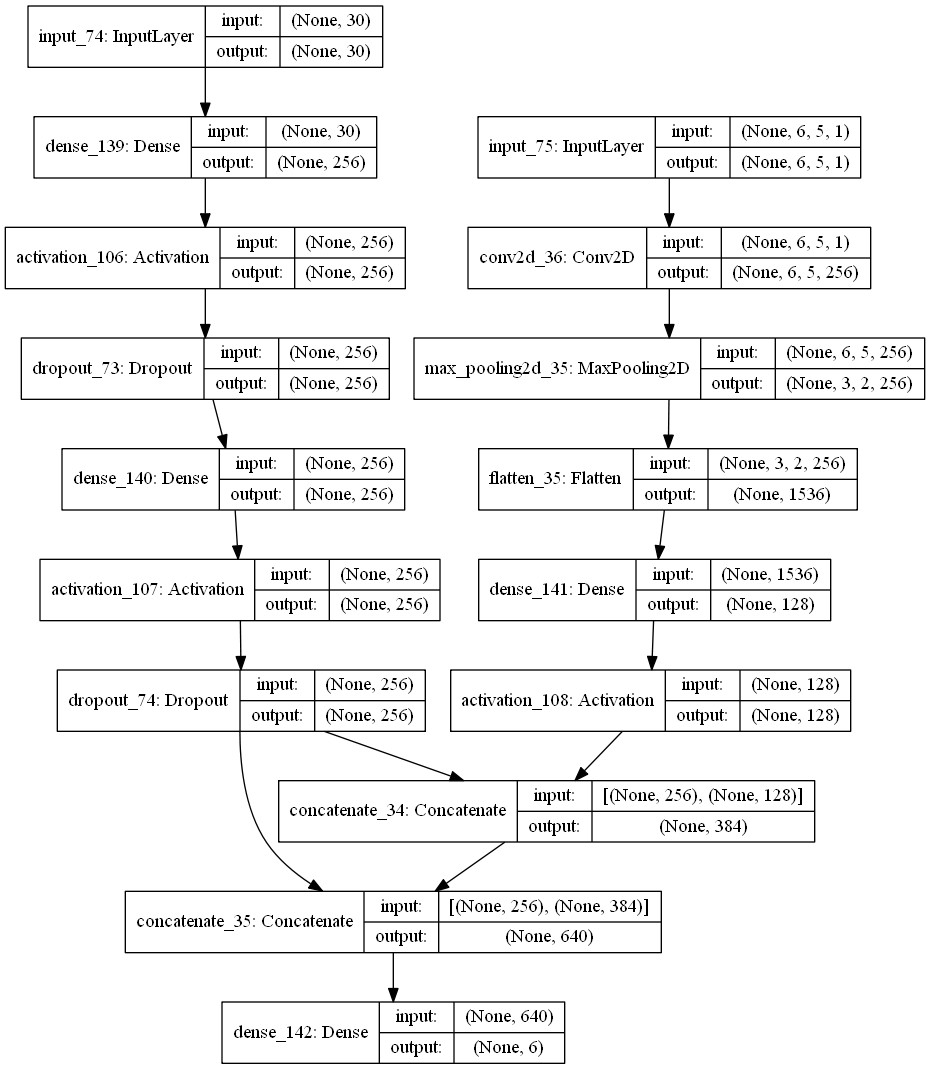 input_74: InputLayer
input: (None, 30)
output: (None, 30)
dense_139: Dense
input: (None, 30)
output: (None, 256)
input_75: InputLayer
input: (None, 6, 5, 1)
output: (None, 6, 5, 1)
activation_106: Activation
input: (None, 256)
output: (None, 256)
conv2d_36: Conv2D
input: (None, 6, 5, 1)
output: (None, 6, 5, 256)
dropout_73: Dropout
input: (None, 256)
output: (None, 256)
max_pooling2d_35: MaxPooling2D
input: (None, 6, 5, 256)
output: (None, 3, 2, 256)
dense_140: Dense
input: (None, 256)
output: (None, 256)
flatten_35: Flatten
input: (None, 3, 2, 256)
output: (None, 1536)
activation_107: Activation
input: (None, 256)
output: (None, 256)
dense_141: Dense
input: (None, 1536)
output: (None, 128)
dropout_74: Dropout
input: (None, 256)
output: (None, 256)
activation_108: Activation
input: (None, 128)
output: (None, 128)
concatenate_34: Concatenate
input: [(None, 256), (None, 128)]
output: (None, 384)
concatenate_35: Concatenate
input: [(None, 256), (None, 384)]
output: (None, 640)
dense_142: Dense
input: (None, 640)
output: (None, 6)